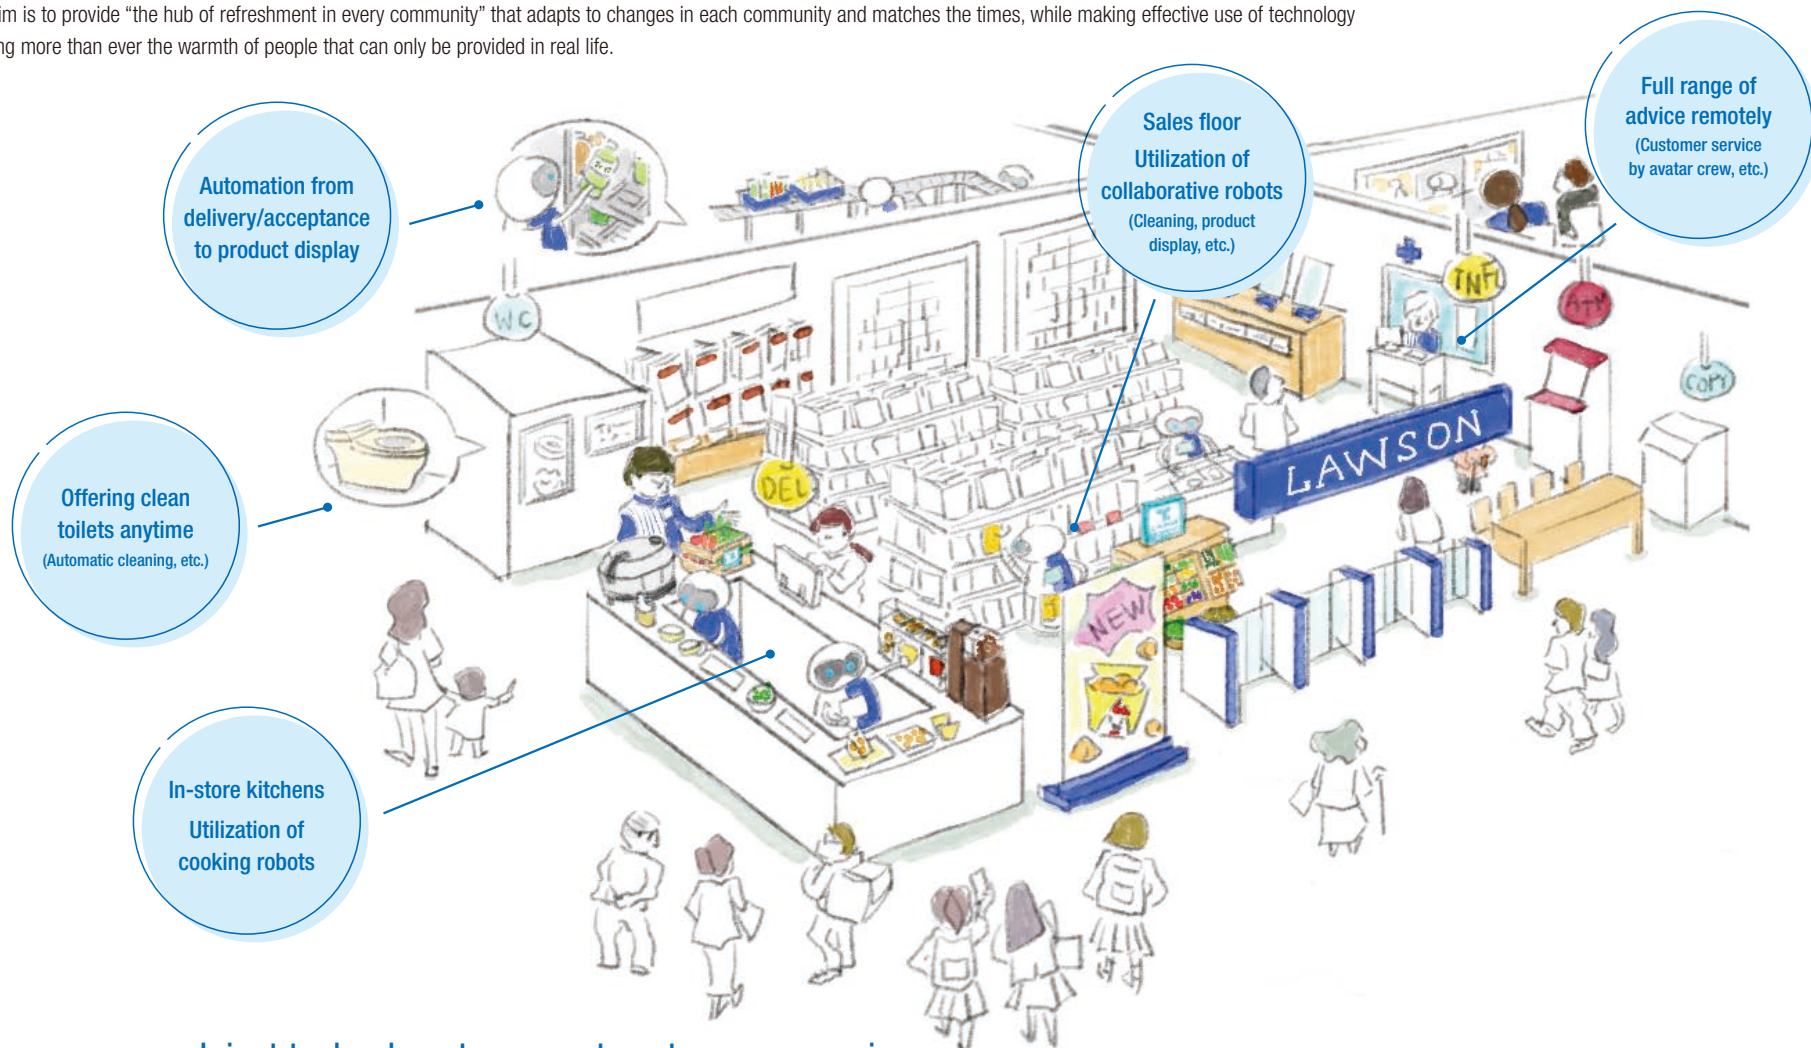 im is to provide “the hub of refreshment in every community” that adapts to changes in each community and matches the times, while making effective use of technology
ng more than ever the warmth of people that can only be provided in real life.
Automation from
delivery/acceptance
to product display
Sales floor
Utilization of
collaborative robots
(Cleaning, product
display, etc.)
Full range of
advice remotely
(Customer service
by avatar crew, etc.)
WC
INF
ATM
COPY
LAWSON
DEL
Offering clean
toilets anytime
(Automatic cleaning, etc.)
NEW
In-store kitchens
Utilization of
cooking robots